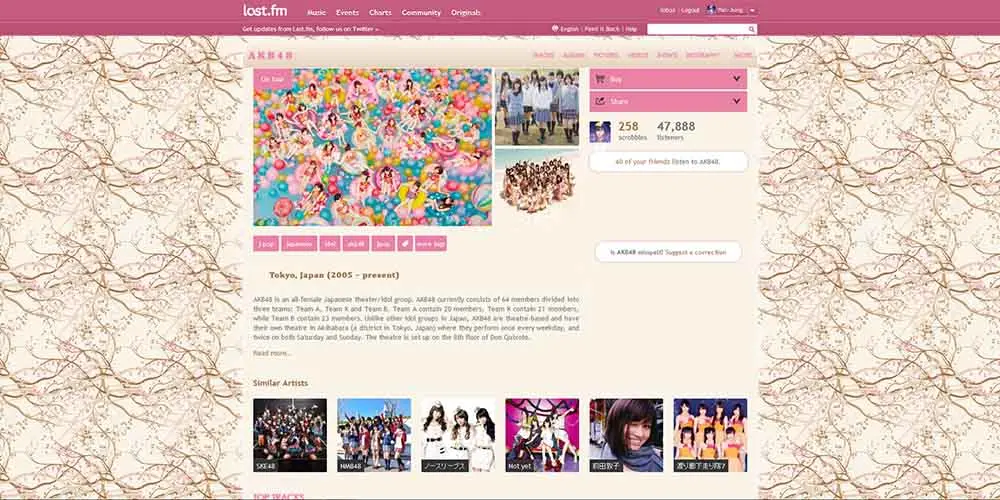 lost.fm
Music Events Charts Community Originals
Inbox | Logout
Get updates from Last.fm, follow us on Twitter »
English | Feed It Back | Help
AKB48
TRACKS ALBUMS PICTURES VIDEOS EVENTS BIOGRAPHY MORE
On tour
Buy
Share
258 47,888
scrobbles listeners
40 of your friends listen to AKB48.
Is AKB48 misspelt? Suggest a correction
J-pop japanese idol akb48 jpop more tags
Tokyo, Japan (2005 – present)
AKB48 is an all-female Japanese theater/idol group. AKB48 currently consists of 64 members divided into
three teams: Team A, Team K and Team B. Team A contain 20 members, Team K contain 21 members,
while Team B contain 23 members. Unlike other idol groups in Japan, AKB48 are theatre-based and have
their own theatre in Akihabara (a district in Tokyo, Japan) where they perform once every weekday, and
twice on both Saturday and Sunday. The theatre is set up on the 8th floor of Don Quixote.
Read more...
Similar Artists
SKE48 NMB48 ノースリーブス Not yet 前田敦子 渡り廊下走り隊7
TOP TRACKS